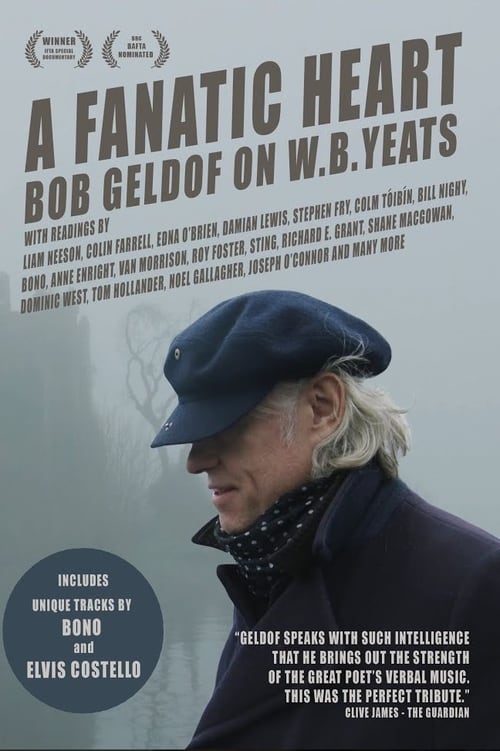 WINNER
IFTA SPECIAL
DOCUMENTARY
BBC
BAFTA
NOMINATED
A FANATIC HEART
BOB GELDOF ON W.B.YEATS
WITH READINGS BY
LIAM NEESON, COLIN FARRELL, EDNA O'BRIEN, DAMIAN LEWIS, STEPHEN FRY, COLM TÓIBÍN, BILL NIGHY,
BONO, ANNE ENRIGHT, VAN MORRISON, ROY FOSTER, STING, RICHARD E. GRANT, SHANE MACGOWAN,
DOMINIC WEST, TOM HOLLANDER, NOEL GALLAGHER, JOSEPH O'CONNOR AND MANY MORE
INCLUDES
UNIQUE TRACKS BY
BONO
and
ELVIS COSTELLO
“GELDOF SPEAKS WITH SUCH INTELLIGENCE
THAT HE BRINGS OUT THE STRENGTH
OF THE GREAT POET'S VERBAL MUSIC.
THIS WAS THE PERFECT TRIBUTE.”
CLIVE JAMES - THE GUARDIAN